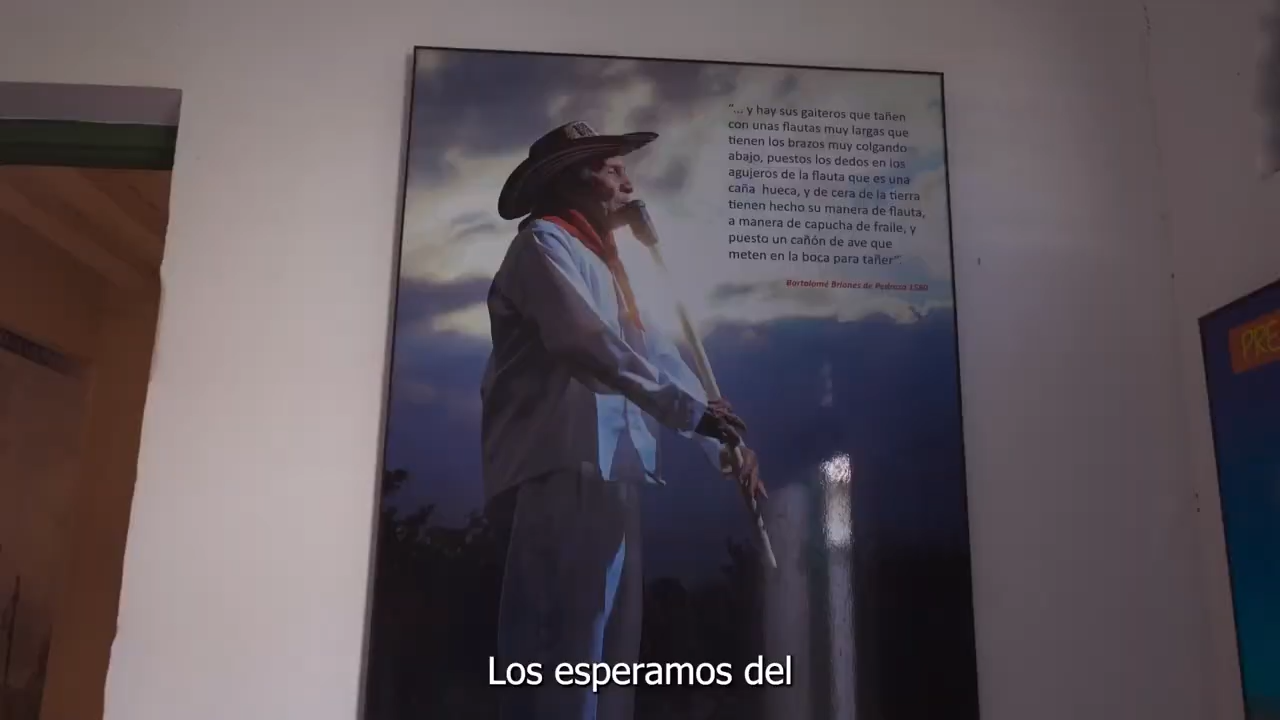 "... y hay sus gaiteros que tañen
con unas flautas muy largas que
tienen los brazos muy colgando
abajo, puestos los dedos en los
agujeros de la flauta que es una
caña hueca, y de cera de la tierra
tienen hecho su manera de flauta,
a manera de capucha de fraile, y
puesto un cañón de ave que
meten en la boca para tañer"
Bartolomé Briones de Pedraza 1580
PRE
Los esperamos del